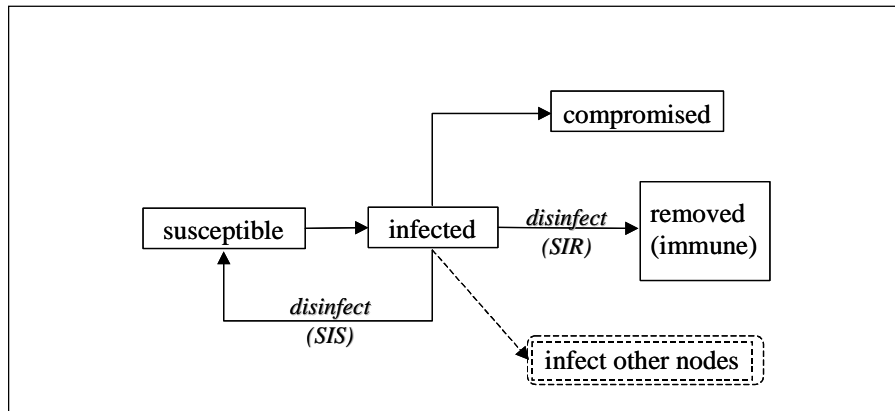 compromised
susceptible
infected
disinfect
(SIR)
removed
(immune)
disinfect
(SIS)
infect other nodes